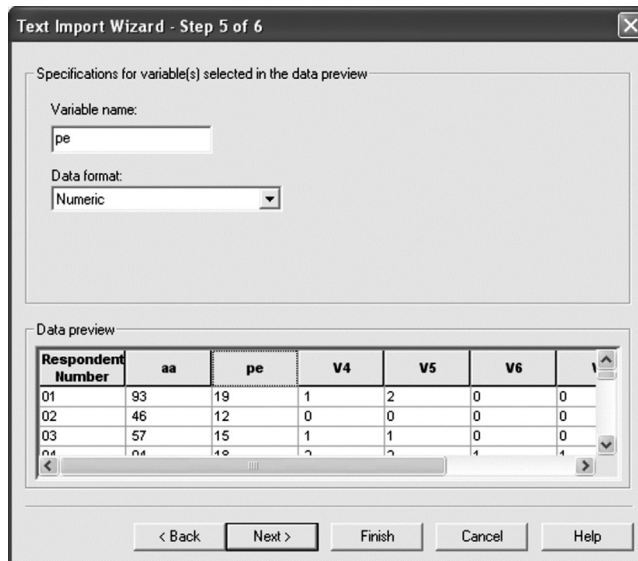 Text Import Wizard - Step 5 of 6
Specifications for variable(s) selected in the data preview
Variable name:
pe
Data format:
Numeric
Data preview
Respondent Number aa pe V4 V5 V6
01 93 19 1 2 0 0
02 46 12 0 0 0 0
03 57 15 1 1 0 0
< Back Next > Finish Cancel Help